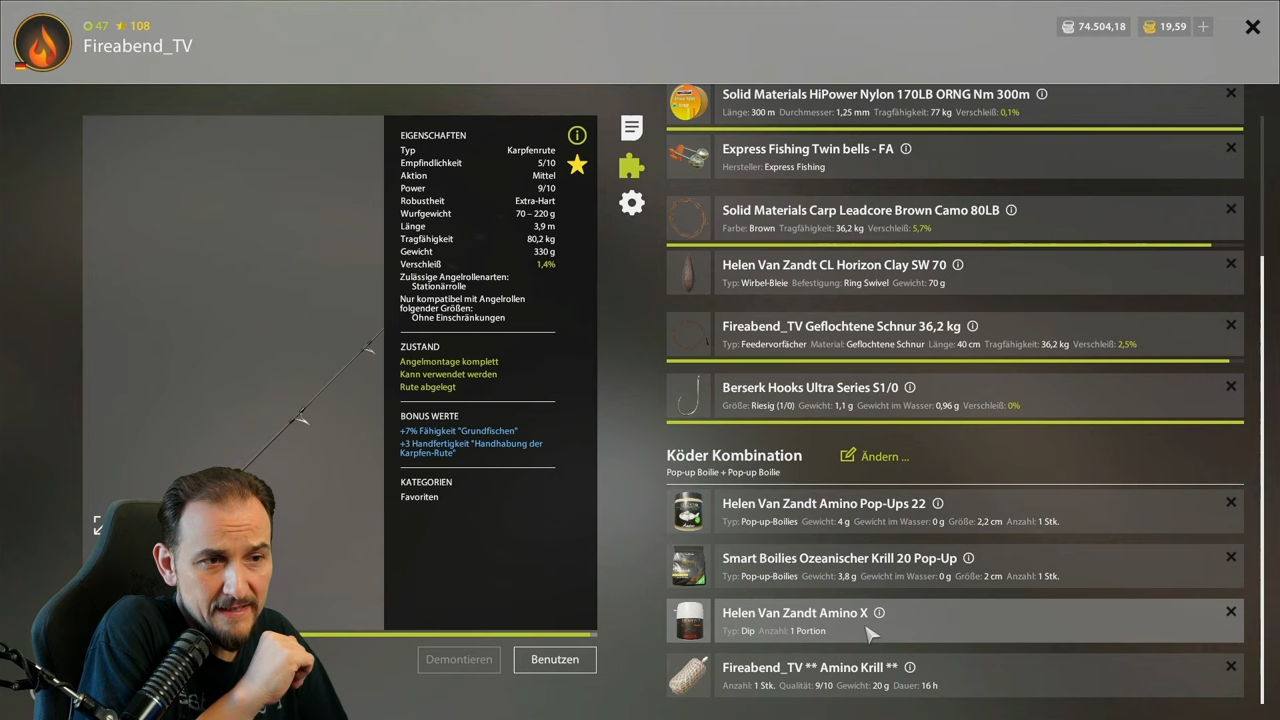 47 108
Fireabend_TV
74.504,18
19,59
EIGENSCHAFTEN
Typ Karpfenrute
Empfindlichkeit 5/10
Aktion Mittel
Power 9/10
Robustheit Extra-Hart
Wurfgewicht 70 – 220 g
Länge 3,9 m
Tragfähigkeit 80,2 kg
Gewicht 330 g
Verschleiß 1,4%
Zulässige Angelrollenarten:
Stationärrolle
Nur kompatibel mit Angelrollen
folgender Größen:
Ohne Einschränkungen
ZUSTAND
Angelmontage komplett
Kann verwendet werden
Rute abgelegt
BONUS WERTE
+7% Fähigkeit "Grundfischen"
+3 Handfertigkeit "Handhabung der
Karpfen-Rute"
KATEGORIEN
Favoriten
Demontieren
Benutzen
Solid Materials HiPower Nylon 170LB ORNG Nm 300m
Länge: 300 m Durchmesser: 1,25 mm Tragfähigkeit: 77 kg Verschleiß: 0,1%
Express Fishing Twin bells - FA
Hersteller: Express Fishing
Solid Materials Carp Leadcore Brown Camo 80LB
Farbe: Brown Tragfähigkeit: 36,2 kg Verschleiß: 5,7%
Helen Van Zandt CL Horizon Clay SW 70
Typ: Wirbel-Bleie Befestigung: Ring Swivel Gewicht: 70 g
Fireabend_TV Geflochtene Schnur 36,2 kg
Typ: Feedervorfächer Material: Geflochtene Schnur Länge: 40 cm Tragfähigkeit: 36,2 kg Verschleiß: 2,5%
Berserk Hooks Ultra Series S1/0
Größe: Riesig (1/0) Gewicht: 1,1 g Gewicht im Wasser: 0,96 g Verschleiß: 0%
Köder Kombination Ändern ...
Pop-up Boilie + Pop-up Boilie
Helen Van Zandt Amino Pop-Ups 22
Typ: Pop-up-Boilies Gewicht: 4 g Gewicht im Wasser: 0 g Größe: 2,2 cm Anzahl: 1 Stk.
Smart Boilies Ozeanischer Krill 20 Pop-Up
Typ: Pop-up-Boilies Gewicht: 3,8 g Gewicht im Wasser: 0 g Größe: 2 cm Anzahl: 1 Stk.
Helen Van Zandt Amino X
Typ: Dip Anzahl: 1 Portion
Fireabend_TV ** Amino Krill **
Anzahl: 1 Stk. Qualität: 9/10 Gewicht: 20 g Dauer: 16 h